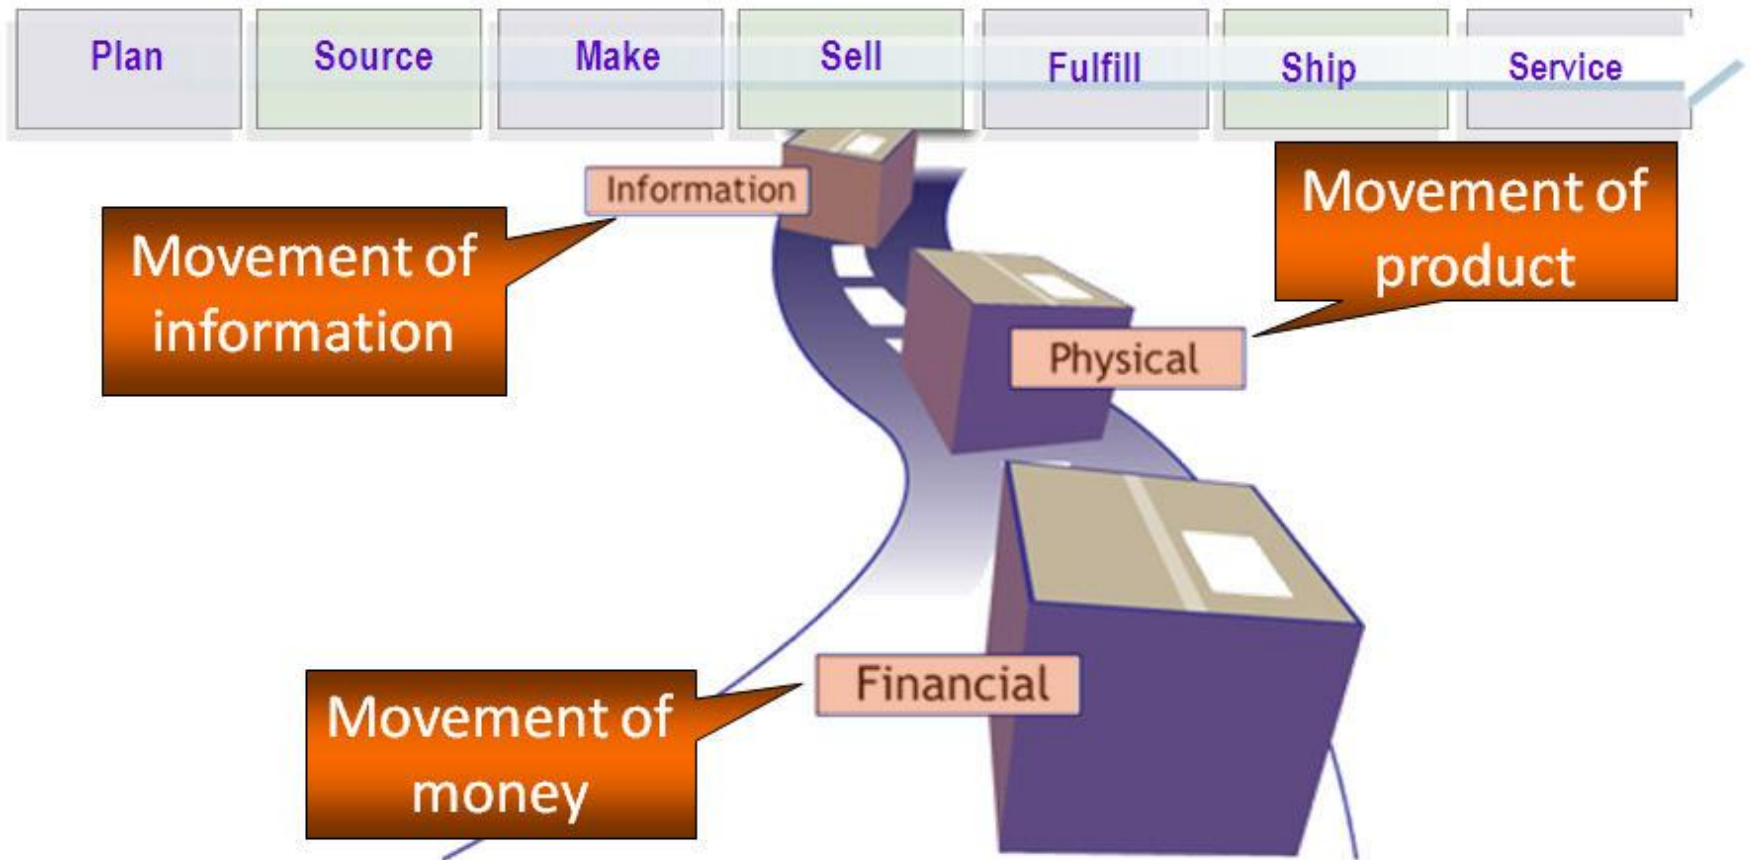 Plan
Source
Make
Sell
Fulfill
Ship
Service
Information
Movement of
product
Movement of
information
Physical
Financial
Movement of
money